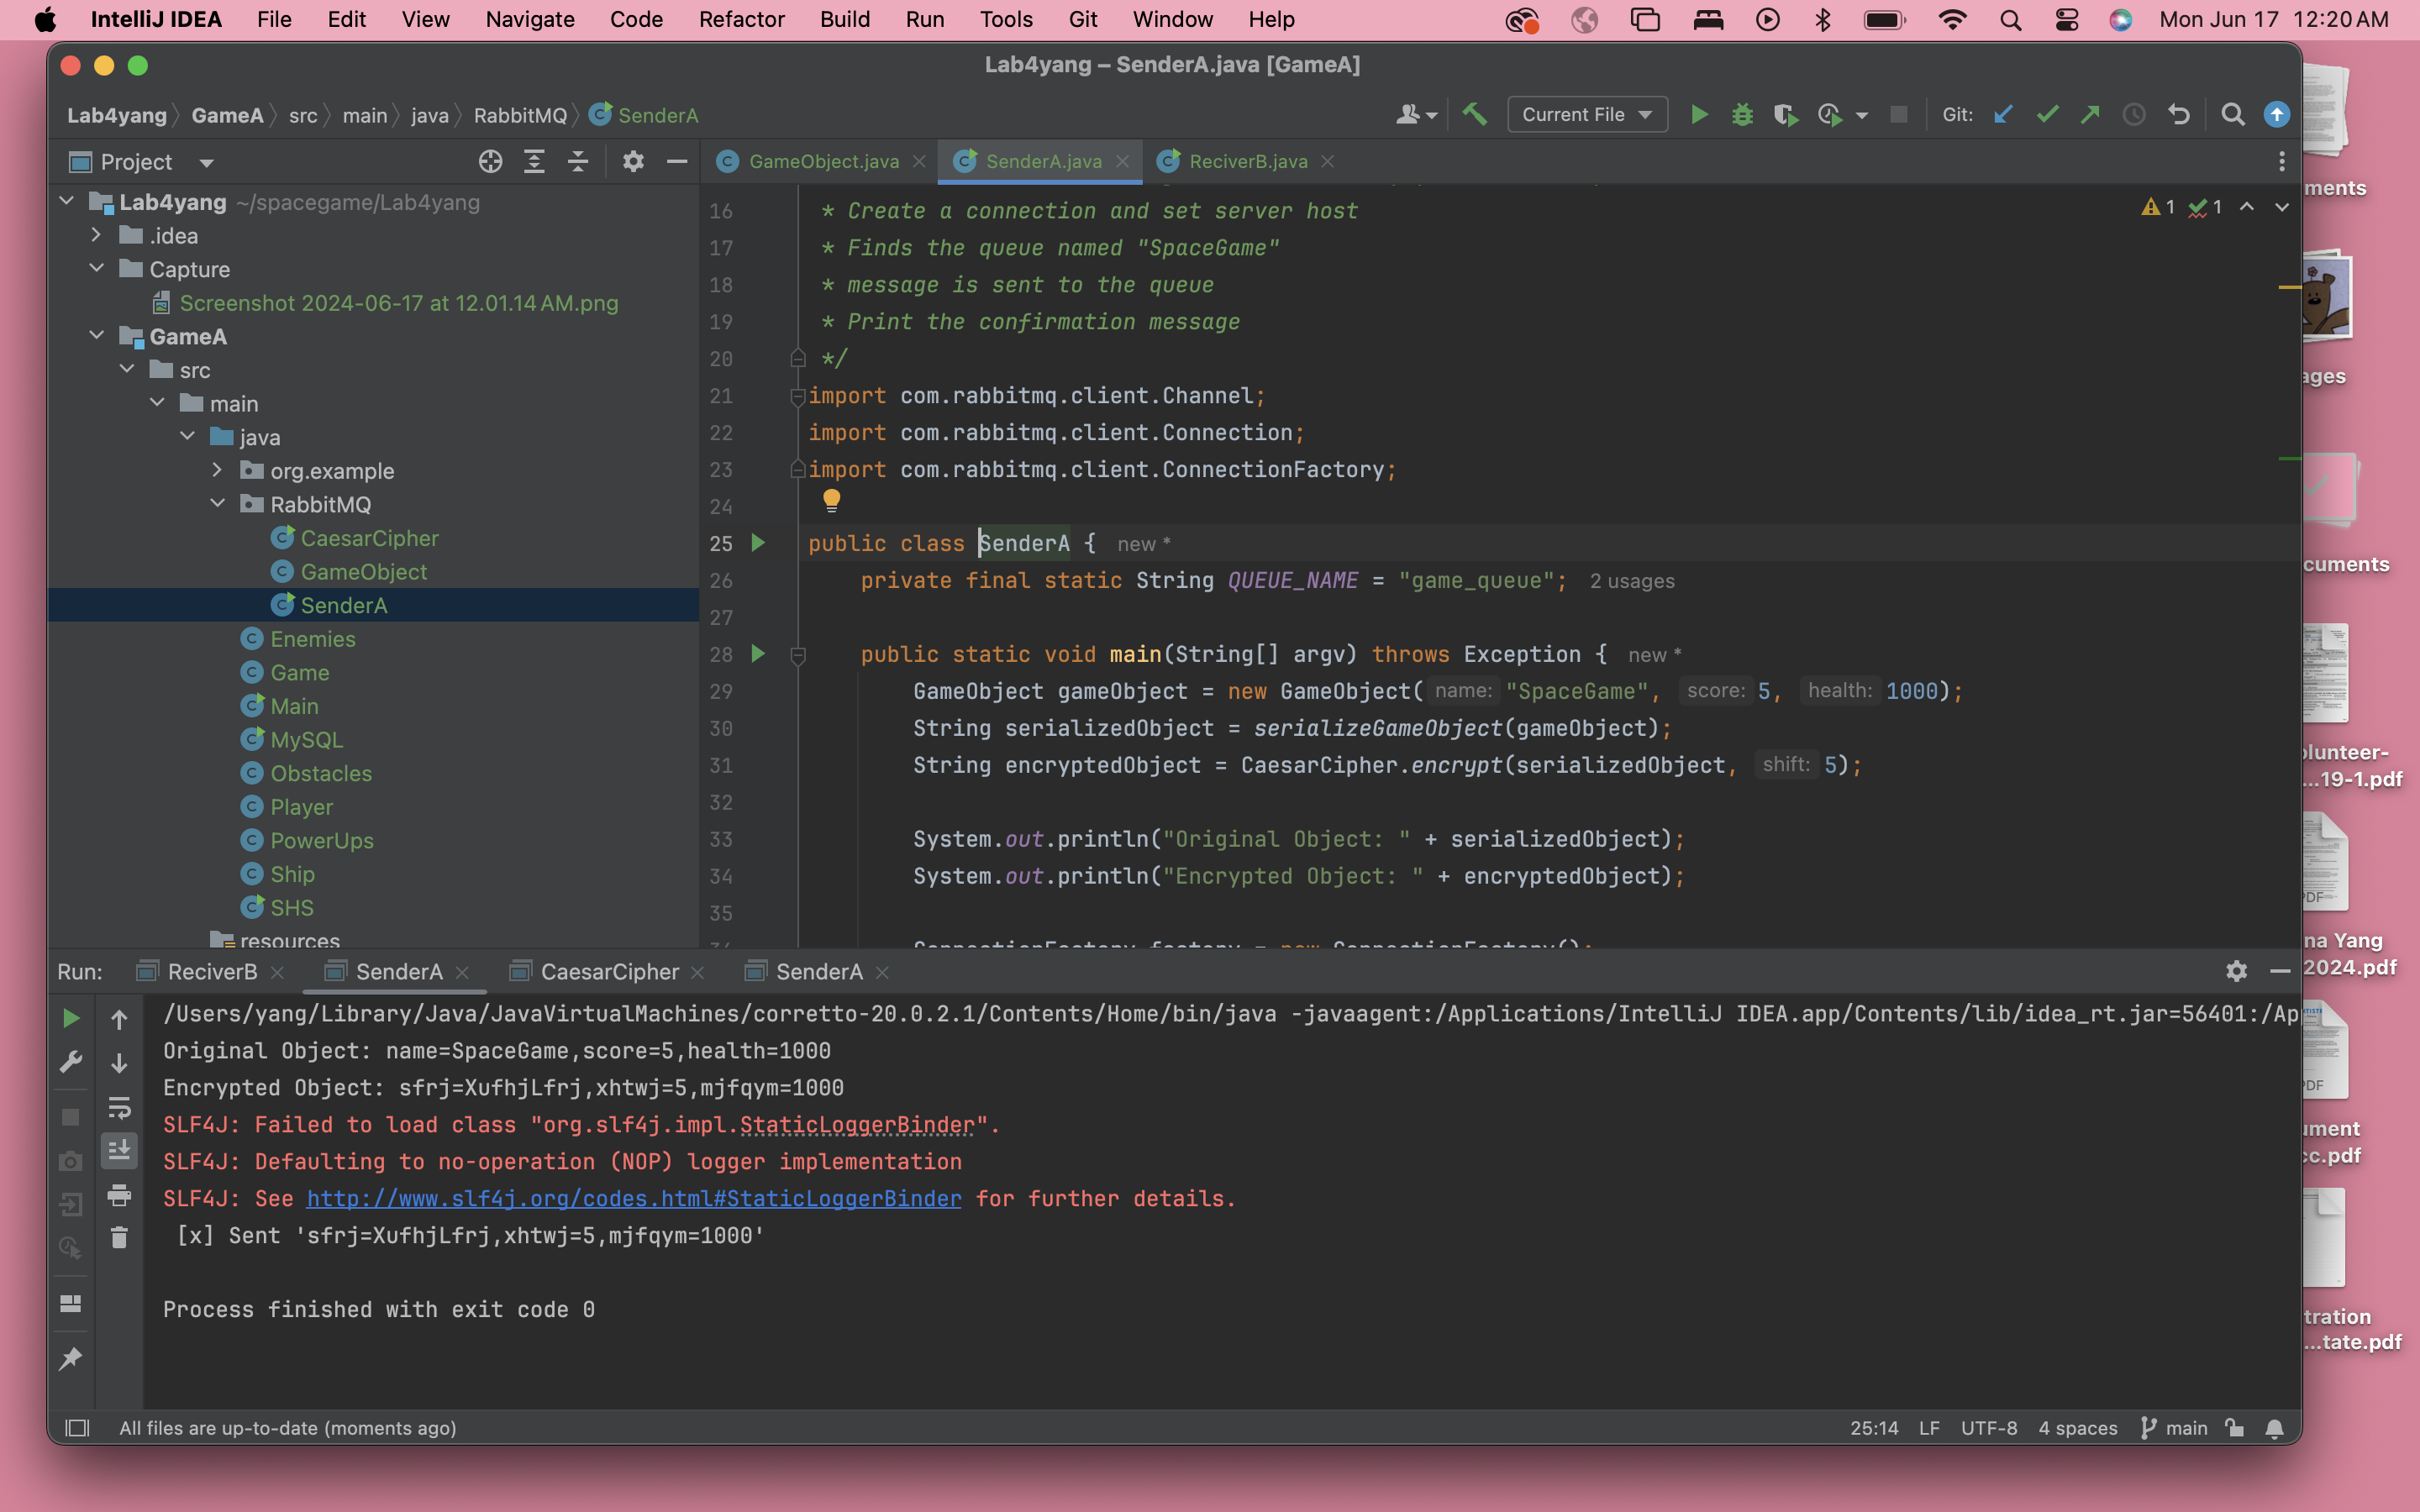 IntelliJ IDEA File Edit View Navigate Code Refactor Build Run Tools Git Window Help Mon Jun 17 12:20 AM
Lab4yang – SenderA.java [GameA]
Lab4yang GameA src main java RabbitMQ SenderA Current File Git:
Project GameObject.java SenderA.java ReciverB.java
Lab4yang ~/spacegame/Lab4yang
.idea
Capture
Screenshot 2024-06-17 at 12.01.14 AM.png
GameA
src
main
java
org.example
RabbitMQ
CaesarCipher
GameObject
SenderA
Enemies
Game
Main
MySQL
Obstacles
Player
PowerUps
Ship
SHS
resources
1 1
16 * Create a connection and set server host
17 * Finds the queue named "SpaceGame"
18 * message is sent to the queue
19 * Print the confirmation message
20 */
21 import com.rabbitmq.client.Channel;
22 import com.rabbitmq.client.Connection;
23 import com.rabbitmq.client.ConnectionFactory;
24
25 public class SenderA { new *
26 private final static String QUEUE_NAME = "game_queue"; 2 usages
27
28 public static void main(String[] argv) throws Exception { new *
29 GameObject gameObject = new GameObject( name: "SpaceGame", score: 5, health: 1000);
30 String serializedObject = serializeGameObject(gameObject);
31 String encryptedObject = CaesarCipher.encrypt(serializedObject, shift: 5);
32
33 System.out.println("Original Object: " + serializedObject);
34 System.out.println("Encrypted Object: " + encryptedObject);
35
ConnectionFactory factory = new ConnectionFactory();
Run: ReciverB SenderA CaesarCipher SenderA
/Users/yang/Library/Java/JavaVirtualMachines/corretto-20.0.2.1/Contents/Home/bin/java -javaagent:/Applications/IntelliJ IDEA.app/Contents/lib/idea_rt.jar=56401:/Ap
Original Object: name=SpaceGame,score=5,health=1000
Encrypted Object: sfrj=XufhjLfrj,xhtwj=5,mjfqym=1000
SLF4J: Failed to load class "org.slf4j.impl.StaticLoggerBinder".
SLF4J: Defaulting to no-operation (NOP) logger implementation
SLF4J: See http://www.slf4j.org/codes.html#StaticLoggerBinder for further details.
[x] Sent 'sfrj=XufhjLfrj,xhtwj=5,mjfqym=1000'
Process finished with exit code 0
All files are up-to-date (moments ago) 25:14 LF UTF-8 4 spaces main
ments
ages
cuments
olunteer-
...19-1.pdf
PDF
na Yang
2024.pdf
PDF
ument
cc.pdf
tration
...tate.pdf